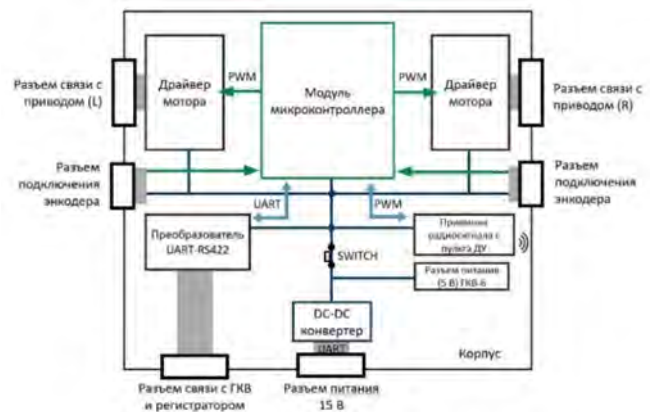 Разъем связи с
приводом (L)
Драйвер
мотора
PWM
Модуль
микроконтроллера
PWM
Драйвер
мотора
Разъем связи с
приводом (R)
Разъем
подключения
энкодера
Разъем
подключения
энкодера
UART
PWM
Преобразователь
UART-RS422
Приемник
радиосигнала с
пульта ДУ
SWITCH
Разъем питания
(5 В) ГКВ-6
DC-DC
конвертер
UART
Корпус
Разъем связи с ГКВ
и регистратором
Разъем питания
15 В